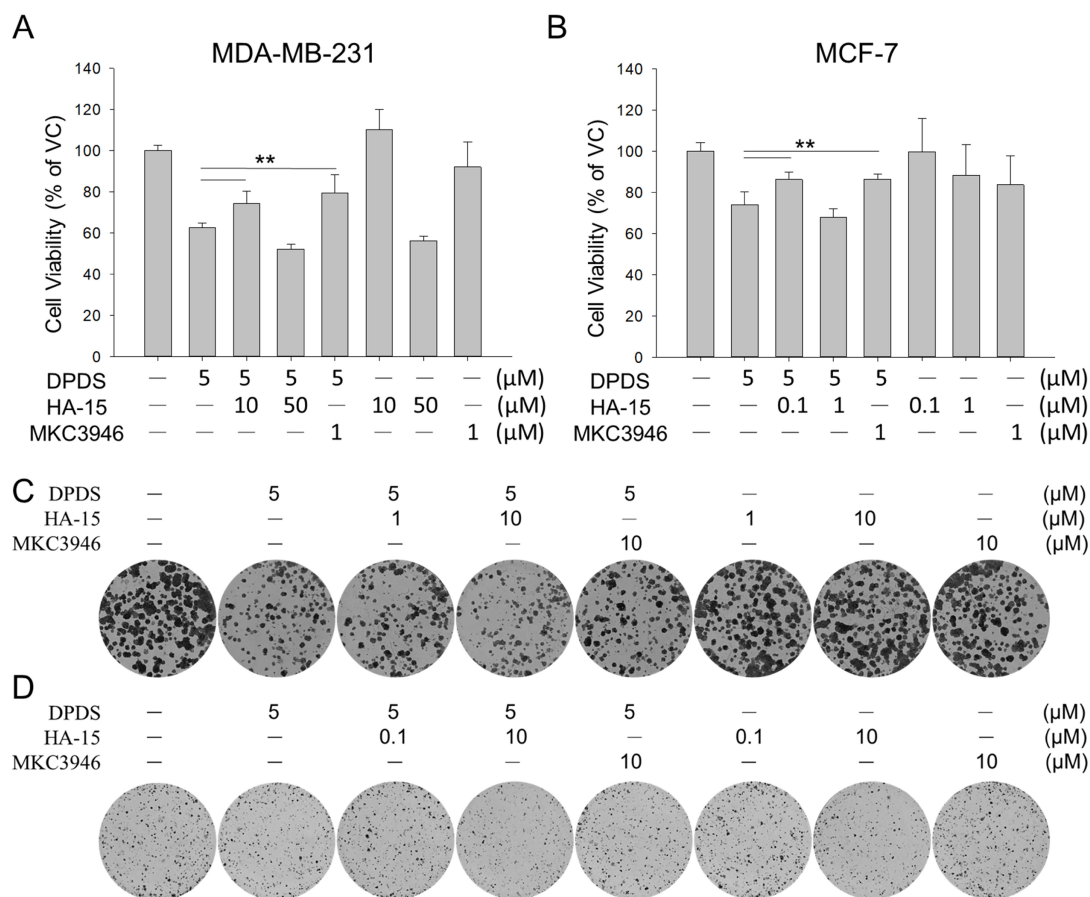 A
MDA-MB-231
Cell Viability (% of VC)
140
120
100
80
60
40
20
0
**
DPDS — 5 5 5 5 — — — (μM)
HA-15 — — 10 50 — 10 50 — (μM)
MKC3946 — — — — 1 — — 1 (μM)
B
MCF-7
Cell Viability (% of VC)
140
120
100
80
60
40
20
0
**
DPDS — 5 5 5 5 — — — (μM)
HA-15 — — 0.1 1 — 0.1 1 — (μM)
MKC3946 — — — — 1 — — 1 (μM)
C
DPDS — 5 5 5 5 — — — (μM)
HA-15 — — 1 10 — 1 10 — (μM)
MKC3946 — — — — 10 — — 10 (μM)
D
DPDS — 5 5 5 5 — — — (μM)
HA-15 — — 0.1 10 — 0.1 10 — (μM)
MKC3946 — — — — 10 — — 10 (μM)